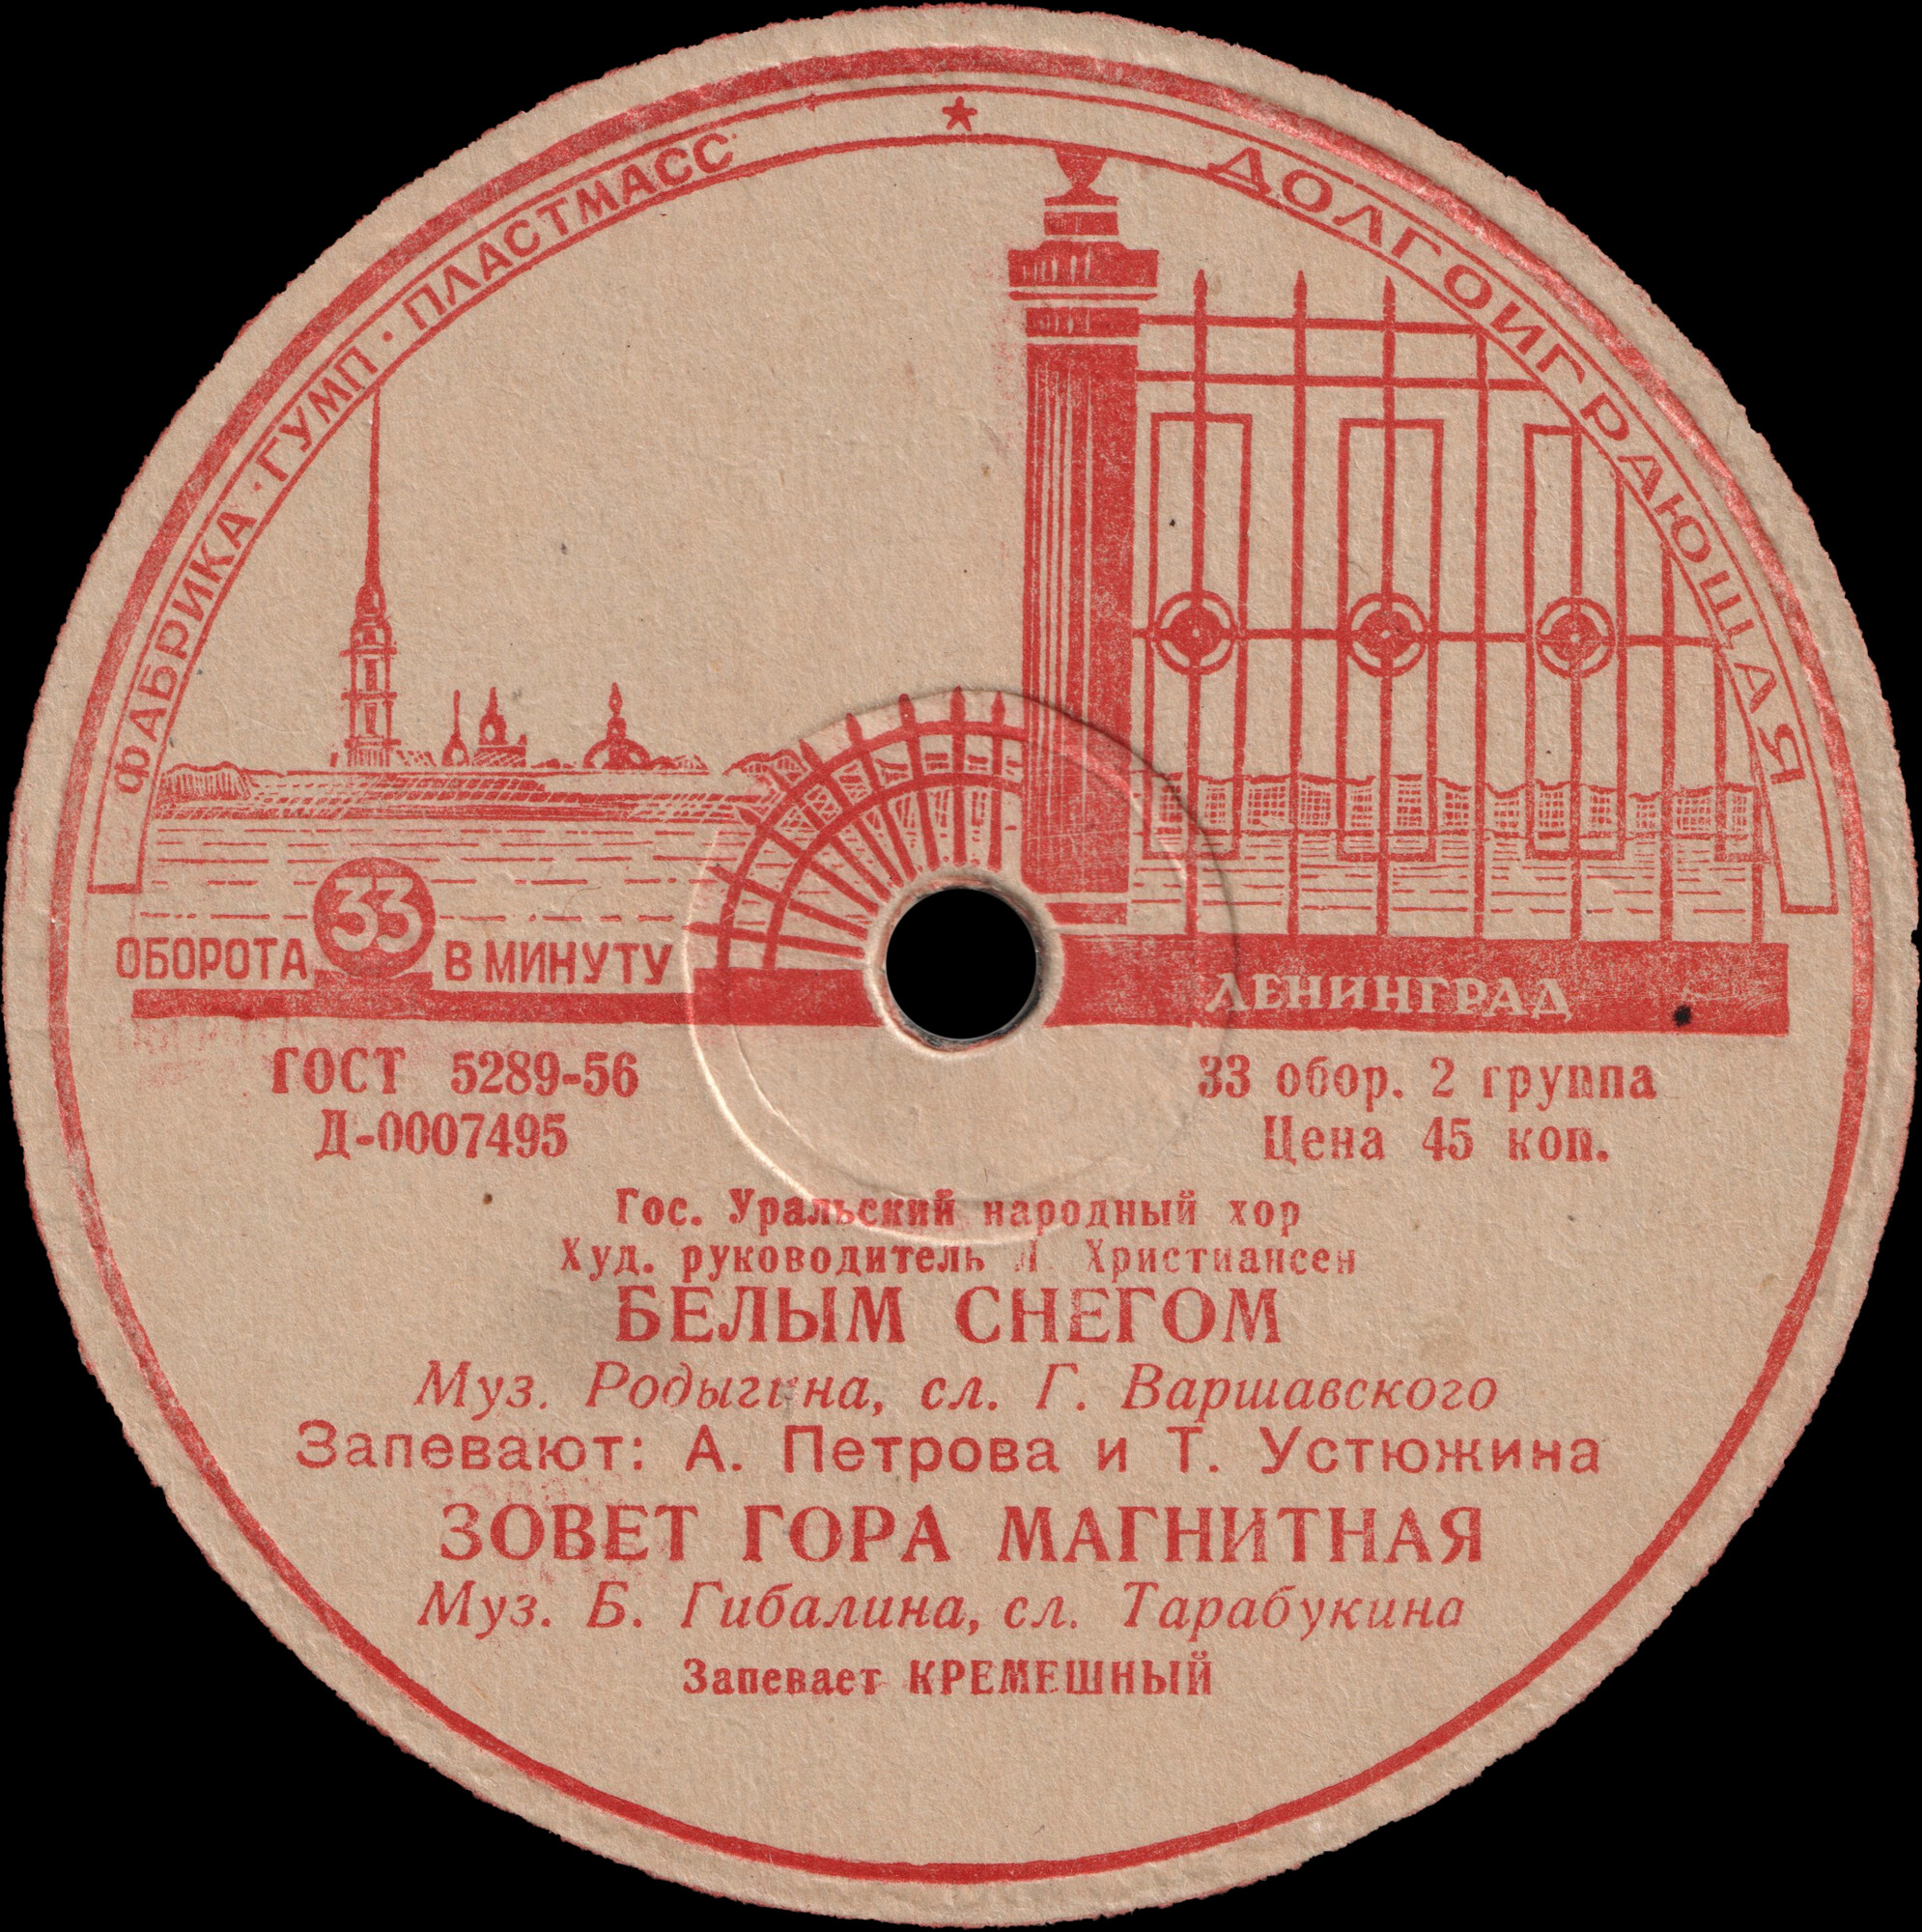 ФАБРИКА · ГУМП · ПЛАСТМАСС
ДОЛГОИГРАЮЩАЯ
ОБОРОТА 33 В МИНУТУ
ЛЕНИНГРАД
ГОСТ 5289-56
Д-0007495
33 обор. 2 группа
Цена 45 коп.
Гос. Уральский народный хор
Худ. руководитель Л. Христиансен
БЕЛЫМ СНЕГОМ
Муз. Родыгина, сл. Г. Варшавского
Запевают: А. Петрова и Т. Устюжина
ЗОВЕТ ГОРА МАГНИТНАЯ
Муз. Б. Гибалина, сл. Тарабукина
Запевает КРЕМЕШНЫЙ